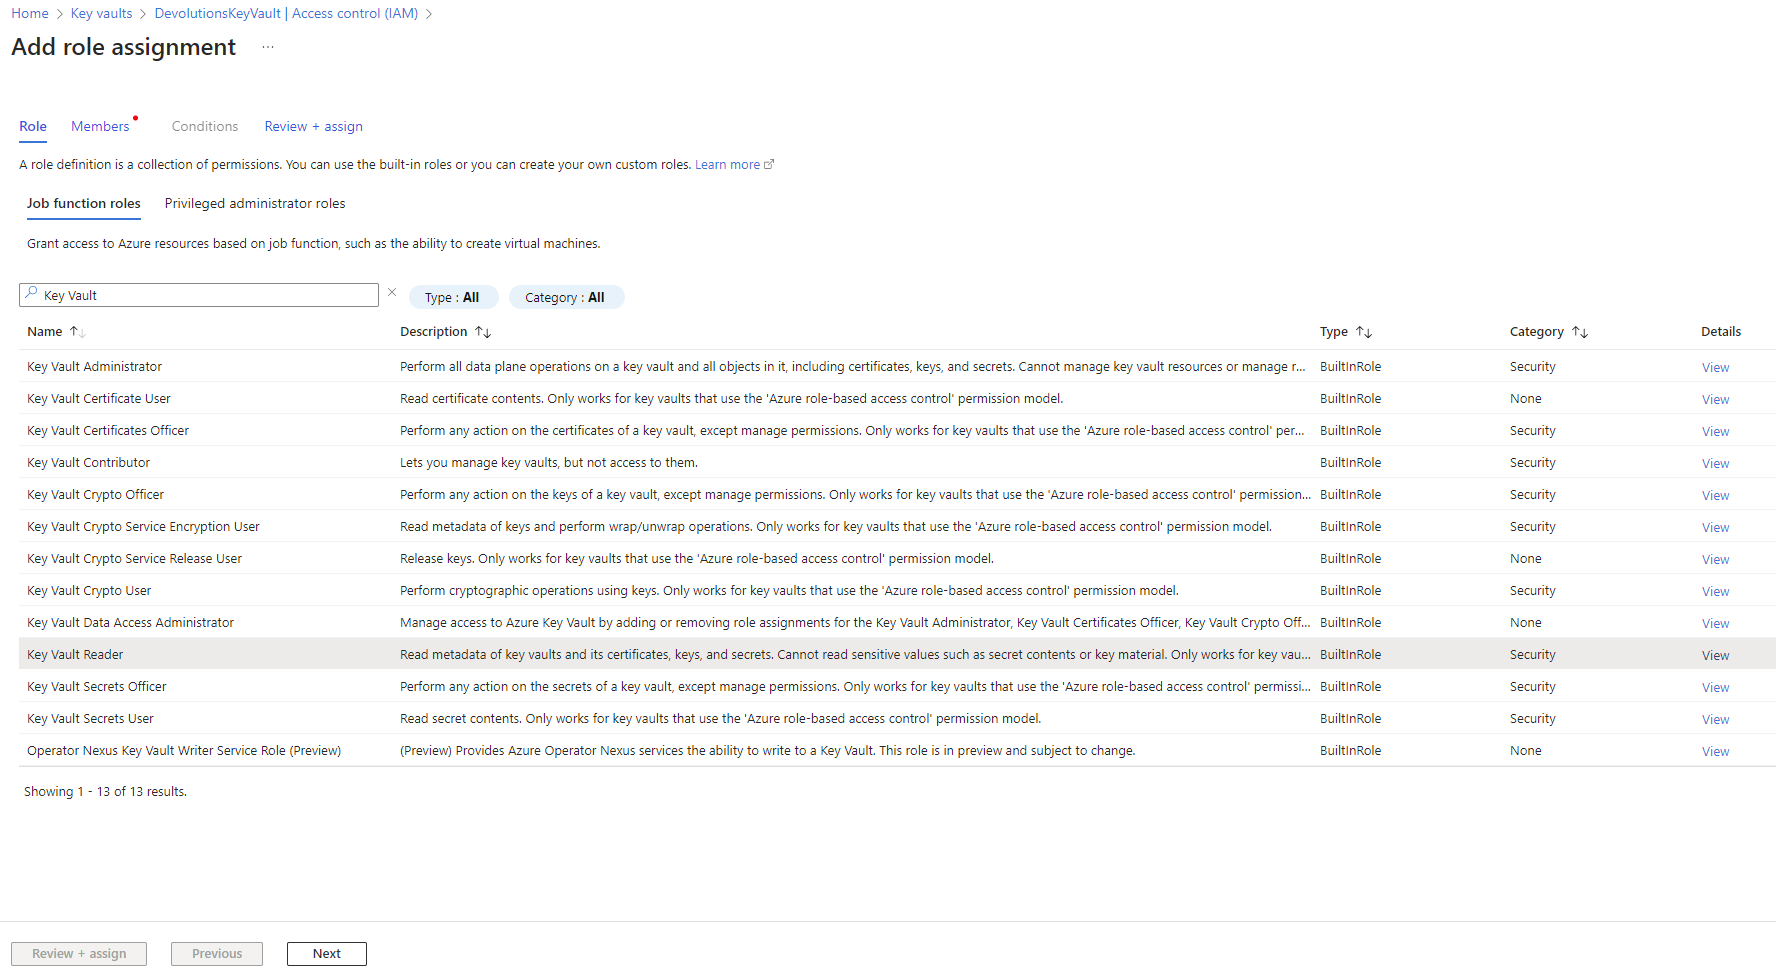 Home > Key vaults > DevolutionsKeyVault | Access control (IAM) >
Add role assignment ...
Role Members Conditions Review + assign
A role definition is a collection of permissions. You can use the built-in roles or you can create your own custom roles. Learn more
Job function roles Privileged administrator roles
Grant access to Azure resources based on job function, such as the ability to create virtual machines.
Key Vault Type : All Category : All
Name Description Type Category Details
Key Vault Administrator Perform all data plane operations on a key vault and all objects in it, including certificates, keys, and secrets. Cannot manage key vault resources or manage r... BuiltInRole Security View
Key Vault Certificate User Read certificate contents. Only works for key vaults that use the 'Azure role-based access control' permission model. BuiltInRole None View
Key Vault Certificates Officer Perform any action on the certificates of a key vault, except manage permissions. Only works for key vaults that use the 'Azure role-based access control' per... BuiltInRole Security View
Key Vault Contributor Lets you manage key vaults, but not access to them. BuiltInRole Security View
Key Vault Crypto Officer Perform any action on the keys of a key vault, except manage permissions. Only works for key vaults that use the 'Azure role-based access control' permission... BuiltInRole Security View
Key Vault Crypto Service Encryption User Read metadata of keys and perform wrap/unwrap operations. Only works for key vaults that use the 'Azure role-based access control' permission model. BuiltInRole Security View
Key Vault Crypto Service Release User Release keys. Only works for key vaults that use the 'Azure role-based access control' permission model. BuiltInRole None View
Key Vault Crypto User Perform cryptographic operations using keys. Only works for key vaults that use the 'Azure role-based access control' permission model. BuiltInRole Security View
Key Vault Data Access Administrator Manage access to Azure Key Vault by adding or removing role assignments for the Key Vault Administrator, Key Vault Certificates Officer, Key Vault Crypto Off... BuiltInRole None View
Key Vault Reader Read metadata of key vaults and its certificates, keys, and secrets. Cannot read sensitive values such as secret contents or key material. Only works for key vau... BuiltInRole Security View
Key Vault Secrets Officer Perform any action on the secrets of a key vault, except manage permissions. Only works for key vaults that use the 'Azure role-based access control' permissi... BuiltInRole Security View
Key Vault Secrets User Read secret contents. Only works for key vaults that use the 'Azure role-based access control' permission model. BuiltInRole Security View
Operator Nexus Key Vault Writer Service Role (Preview) (Preview) Provides Azure Operator Nexus services the ability to write to a Key Vault. This role is in preview and subject to change. BuiltInRole None View
Showing 1 - 13 of 13 results.
Review + assign Previous Next